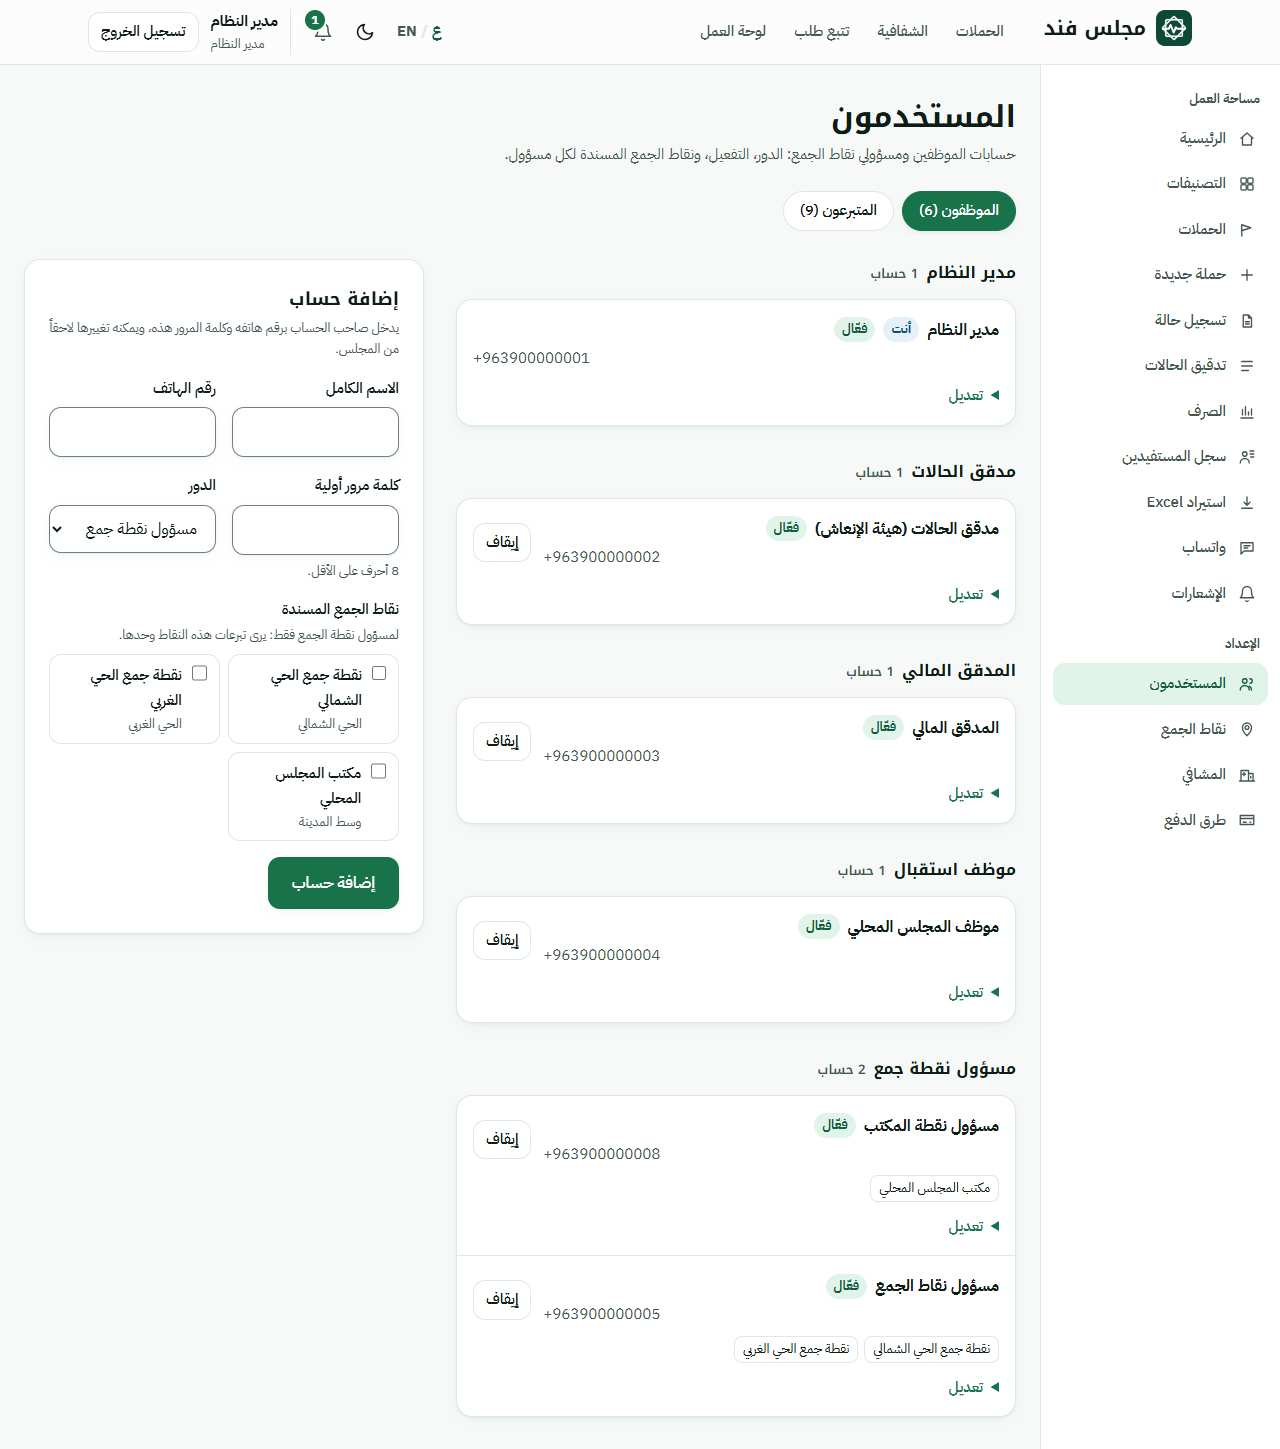 مجلس فند
الحملات
الشفافية
تتبع طلب
لوحة العمل
ع / EN
1
مدير النظام
مدير النظام
تسجيل الخروج
مساحة العمل
الرئيسية
التصنيفات
الحملات
حملة جديدة
تسجيل حالة
تدقيق الحالات
الصرف
سجل المستفيدين
استيراد Excel
واتساب
الإشعارات
الإعداد
المستخدمون
نقاط الجمع
المشافي
طرق الدفع
المستخدمون
حسابات الموظفين ومسؤولي نقاط الجمع: الدور، التفعيل، ونقاط الجمع المسندة لكل مسؤول.
الموظفون (6)
المتبرعون (9)
مدير النظام 1 حساب
مدير النظام أنت فعّال
+963900000001
تعديل
مدقق الحالات 1 حساب
مدقق الحالات (هيئة الإنعاش) فعّال
+963900000002
إيقاف
تعديل
المدقق المالي 1 حساب
المدقق المالي فعّال
+963900000003
إيقاف
تعديل
موظف استقبال 1 حساب
موظف المجلس المحلي فعّال
+963900000004
إيقاف
تعديل
مسؤول نقطة جمع 2 حساب
مسؤول نقطة المكتب فعّال
+963900000008
إيقاف
مكتب المجلس المحلي
تعديل
مسؤول نقاط الجمع فعّال
+963900000005
إيقاف
نقطة جمع الحي الشمالي
نقطة جمع الحي الغربي
تعديل
إضافة حساب
يدخل صاحب الحساب برقم هاتفه وكلمة المرور هذه، ويمكنه تغييرها لاحقاً
من المجلس.
الاسم الكامل
رقم الهاتف
كلمة مرور أولية
الدور
مسؤول نقطة جمع
8 أحرف على الأقل.
نقاط الجمع المسندة
لمسؤول نقطة الجمع فقط: يرى تبرعات هذه النقاط وحدها.
نقطة جمع الحي
الشمالي
الحي الشمالي
نقطة جمع الحي
الغربي
الحي الغربي
مكتب المجلس
المحلي
وسط المدينة
إضافة حساب